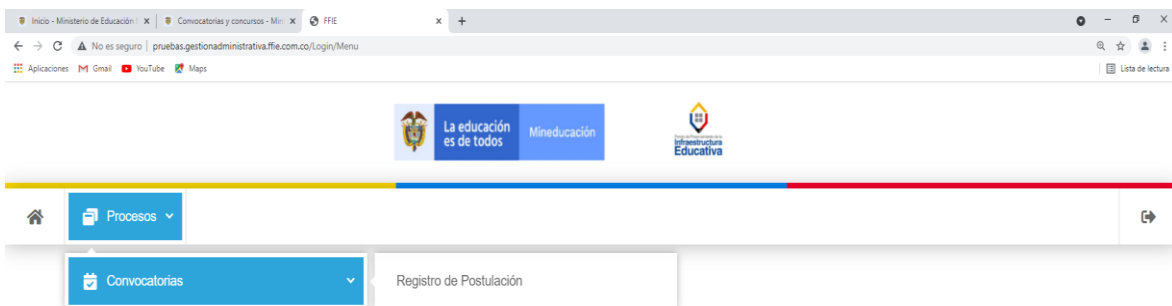 Inicio - Ministerio de Educación
Convocatorias y concursos - Min
FFIE
No es seguro | pruebas.gestionadministrativa.ffie.com.co/Login/Menu
Aplicaciones
Gmail
YouTube
Maps
Lista de lectura
La educación
es de todos
Mineducación
Infraestructura
Educativa
Procesos
Convocatorias
Registro de Postulación